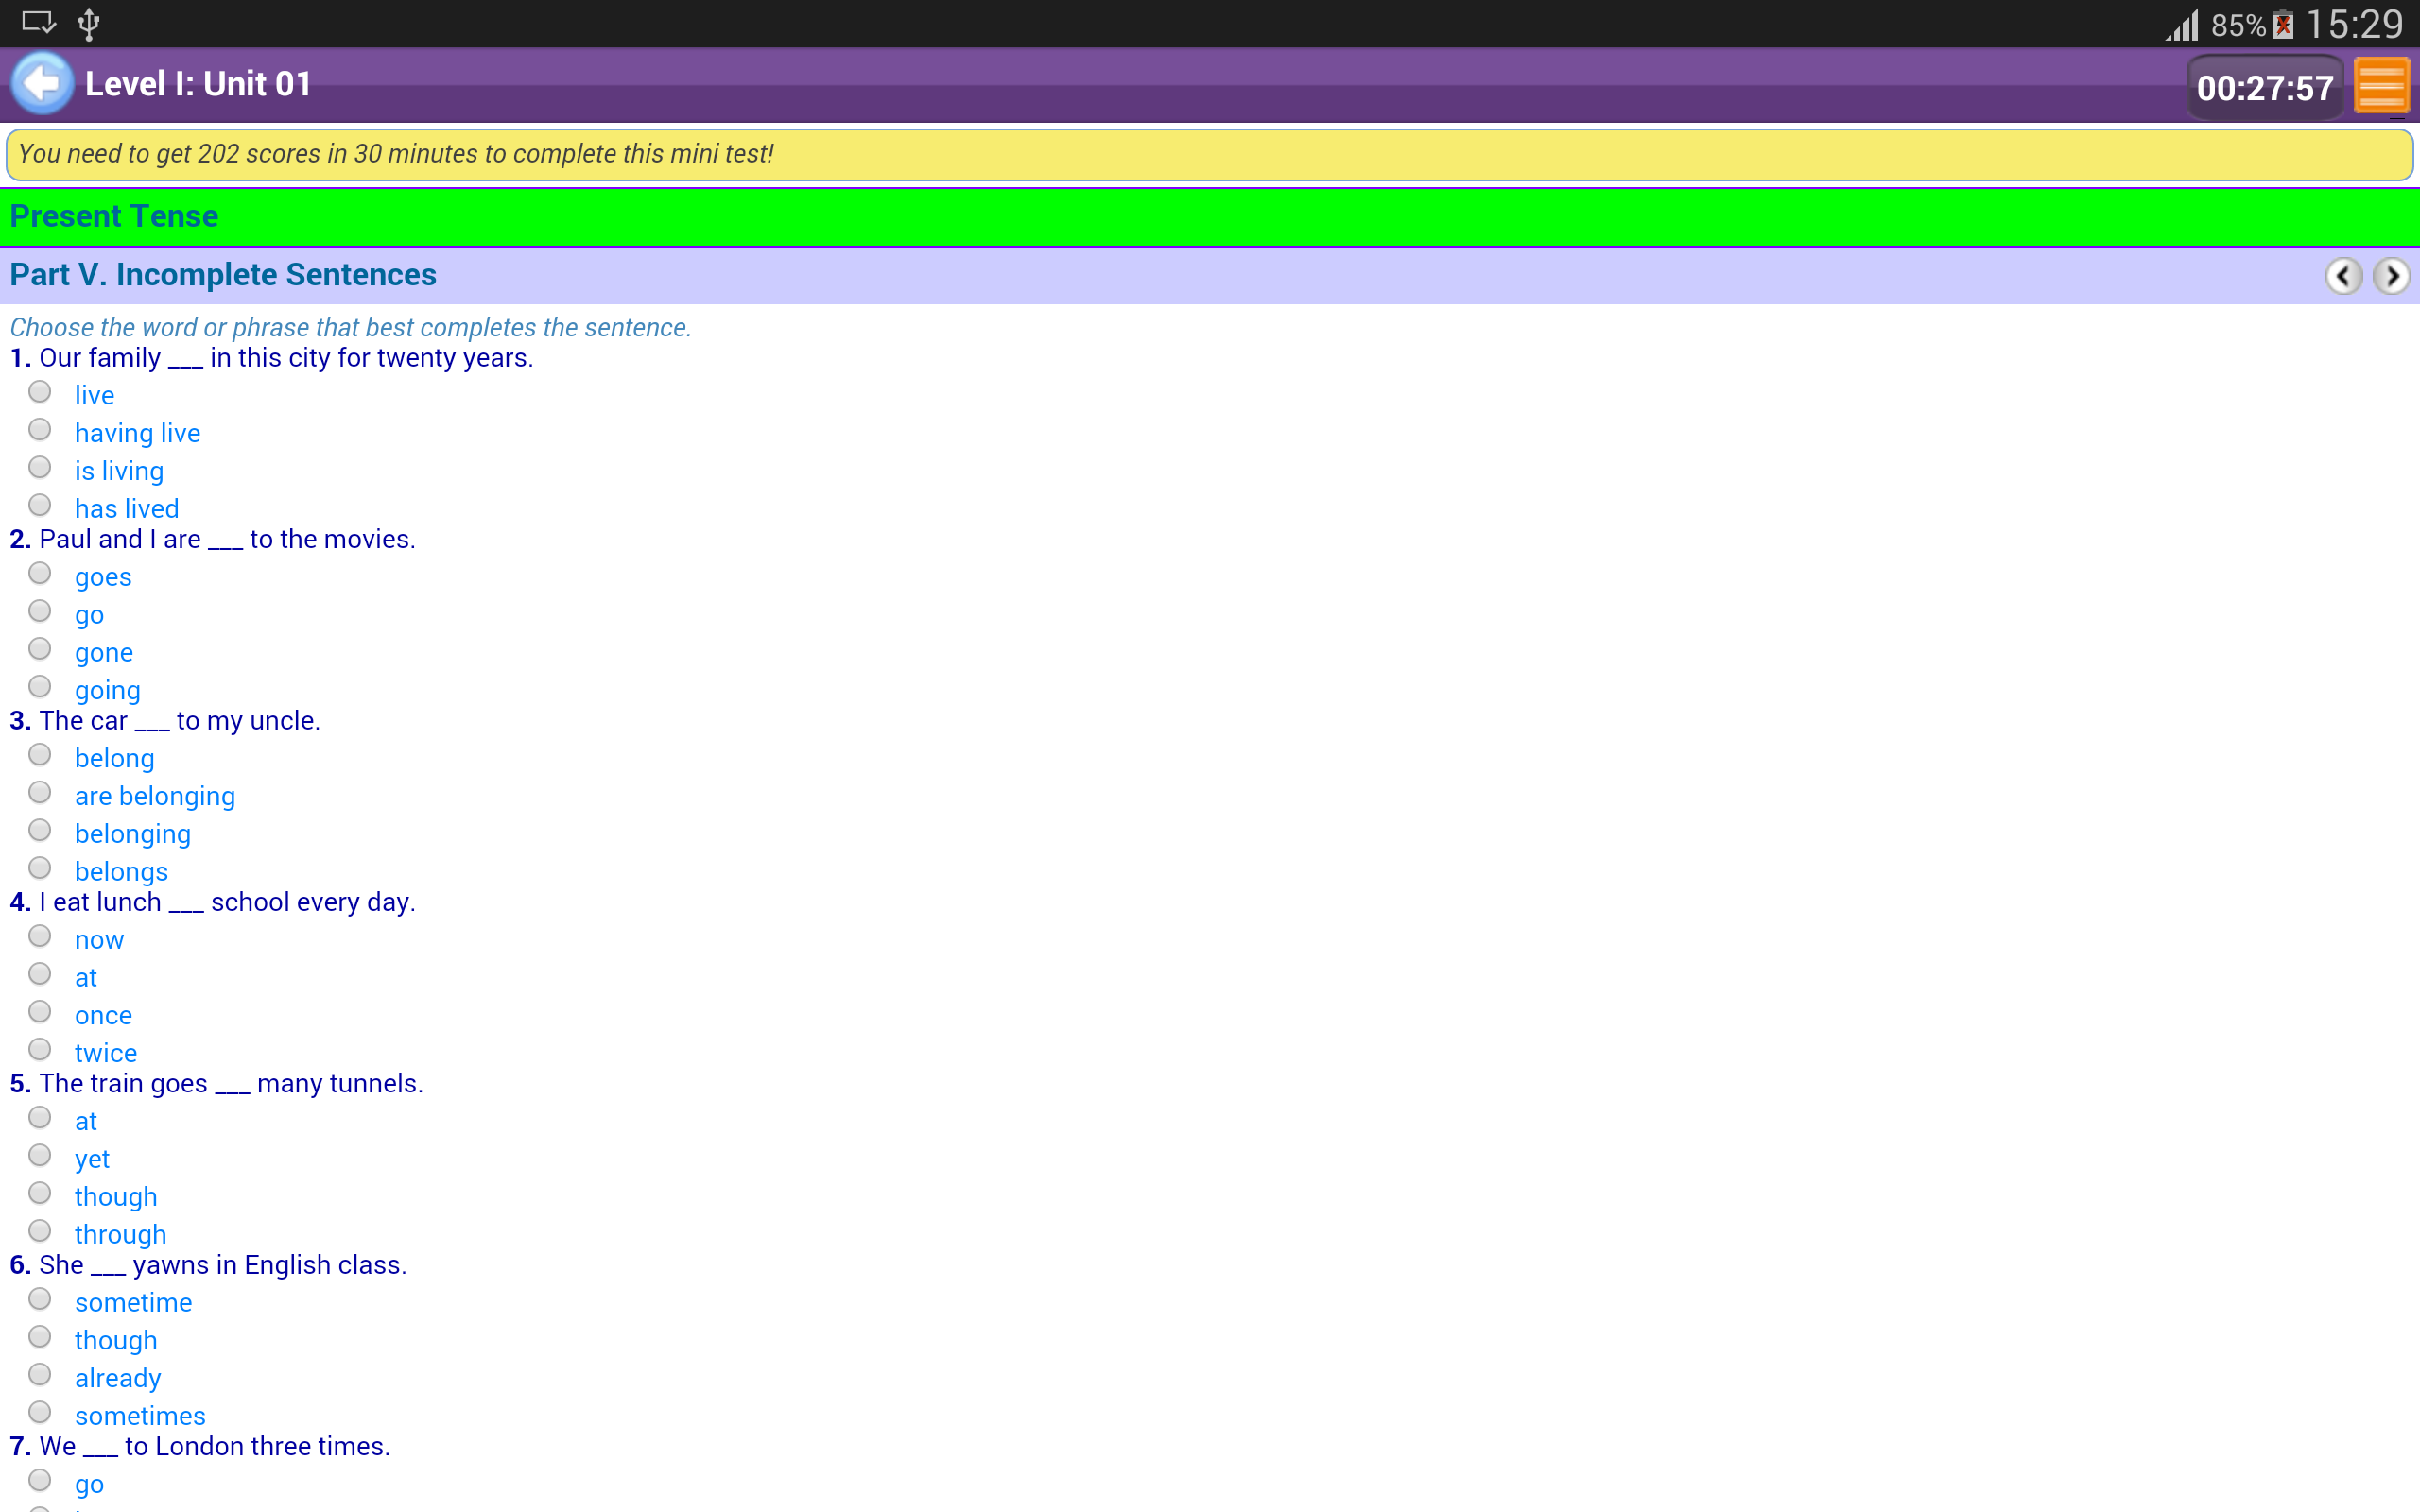 85% 15:29
Level I: Unit 01
00:27:57
You need to get 202 scores in 30 minutes to complete this mini test!
Present Tense
Part V. Incomplete Sentences
Choose the word or phrase that best completes the sentence.
1. Our family ___ in this city for twenty years.
live
having live
is living
has lived
2. Paul and I are ___ to the movies.
goes
go
gone
going
3. The car ___ to my uncle.
belong
are belonging
belonging
belongs
4. I eat lunch ___ school every day.
now
at
once
twice
5. The train goes ___ many tunnels.
at
yet
though
through
6. She ___ yawns in English class.
sometime
though
already
sometimes
7. We ___ to London three times.
go